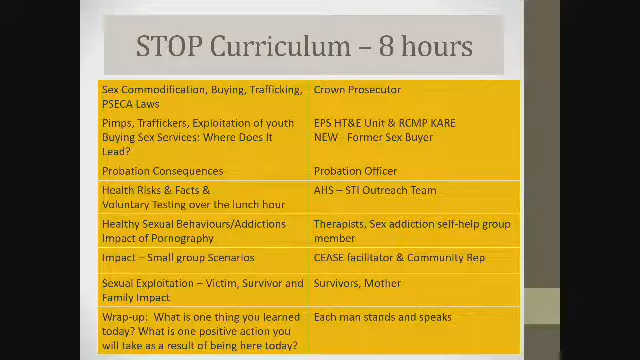 STOP Curriculum – 8 hours
Sex Commodification, Buying, Trafficking, PSECA Laws
Crown Prosecutor
Pimps, Traffickers, Exploitation of youth
Buying Sex Services: Where Does It Lead?
EPS HT&E Unit & RCMP KARE
NEW - Former Sex Buyer
Probation Consequences
Probation Officer
Health Risks & Facts &
Voluntary Testing over the lunch hour
AHS – STI Outreach Team
Healthy Sexual Behaviours/Addictions
Impact of Pornography
Therapists, Sex addiction self-help group
member
Impact – Small group Scenarios
CEASE facilitator & Community Rep
Sexual Exploitation – Victim, Survivor and
Family Impact
Survivors, Mother
Wrap-up: What is one thing you learned
today? What is one positive action you
will take as a result of being here today?
Each man stands and speaks